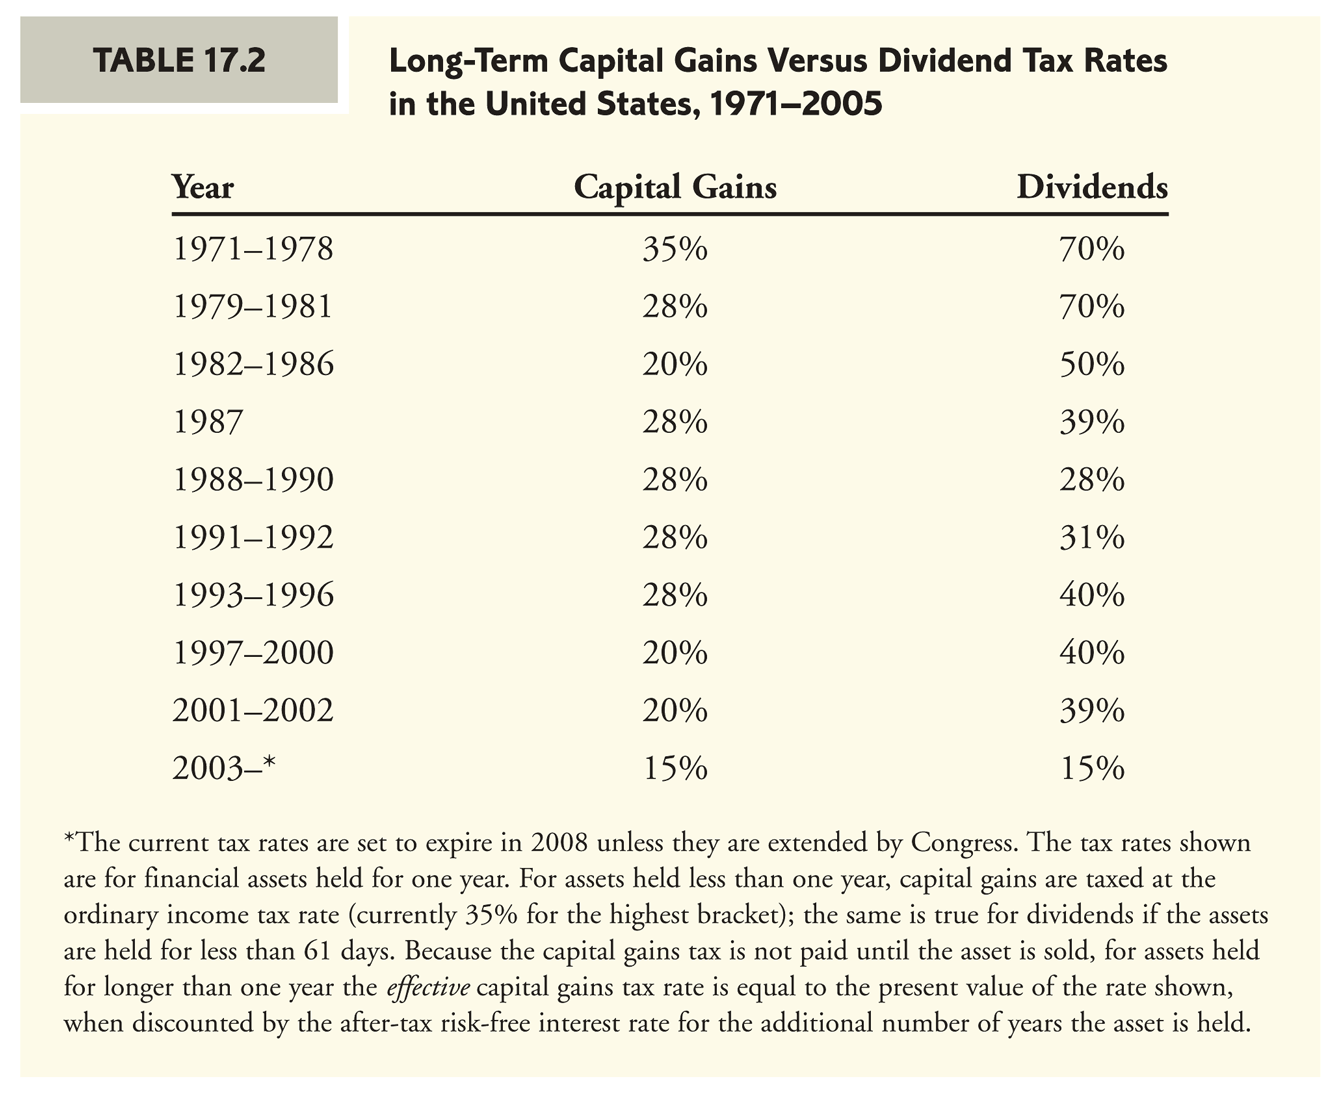 TABLE 17.2
Long-Term Capital Gains Versus Dividend Tax Rates
in the United States, 1971–2005
Year Capital Gains Dividends
1971–1978 35% 70%
1979–1981 28% 70%
1982–1986 20% 50%
1987 28% 39%
1988–1990 28% 28%
1991–1992 28% 31%
1993–1996 28% 40%
1997–2000 20% 40%
2001–2002 20% 39%
2003–* 15% 15%
*The current tax rates are set to expire in 2008 unless they are extended by Congress. The tax rates shown
are for financial assets held for one year. For assets held less than one year, capital gains are taxed at the
ordinary income tax rate (currently 35% for the highest bracket); the same is true for dividends if the assets
are held for less than 61 days. Because the capital gains tax is not paid until the asset is sold, for assets held
for longer than one year the effective capital gains tax rate is equal to the present value of the rate shown,
when discounted by the after-tax risk-free interest rate for the additional number of years the asset is held.